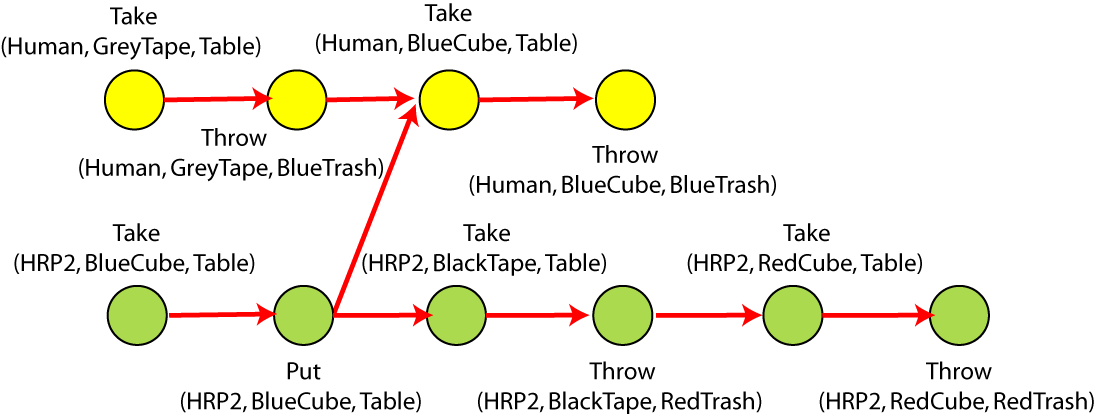 Take
(Human, GreyTape, Table)
Take
(Human, BlueCube, Table)
Throw
(Human, GreyTape, BlueTrash)
Throw
(Human, BlueCube, BlueTrash)
Take
(HRP2, BlueCube, Table)
Take
(HRP2, BlackTape, Table)
Take
(HRP2, RedCube, Table)
Put
(HRP2, BlueCube, Table)
Throw
(HRP2, BlackTape, RedTrash)
Throw
(HRP2, RedCube, RedTrash)